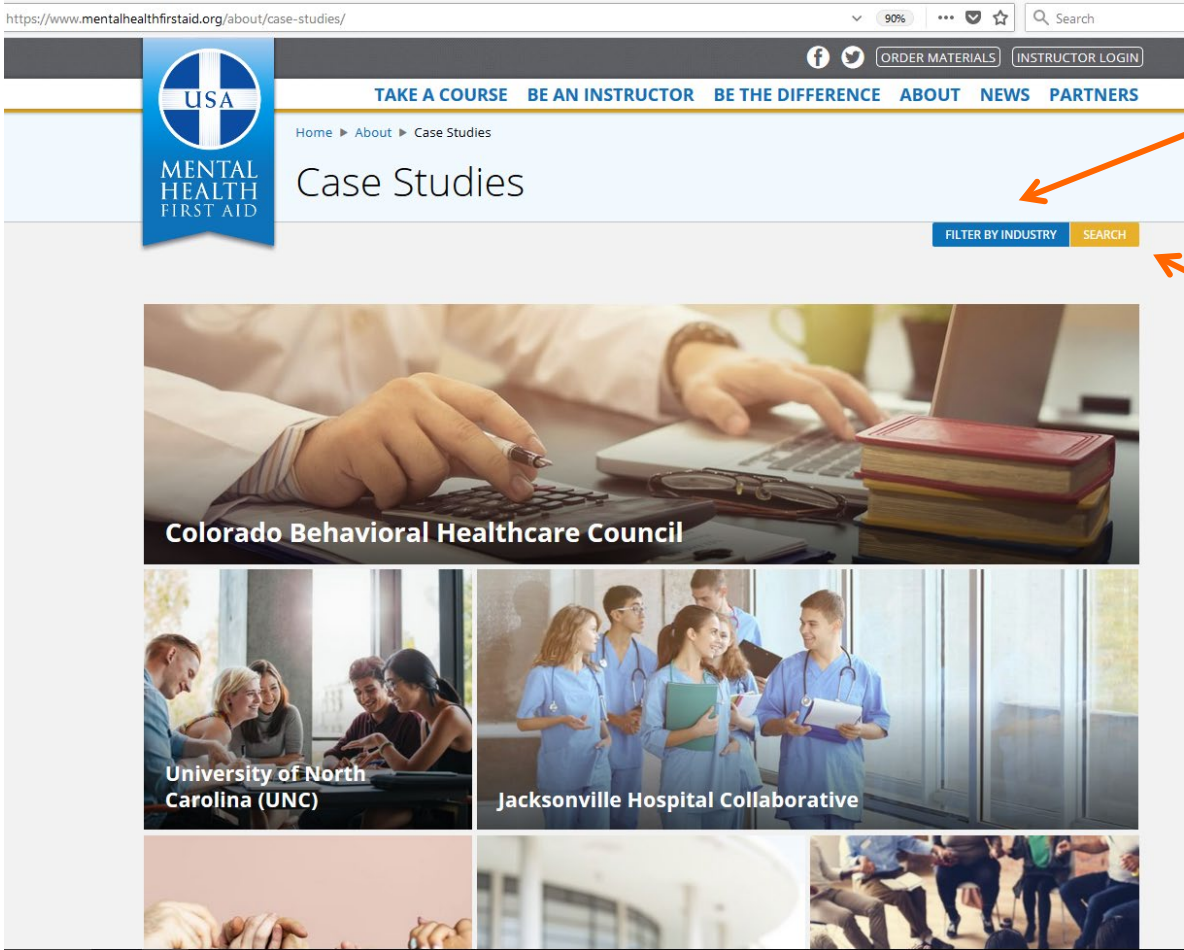 https://www.mentalhealthfirstaid.org/about/case-studies/
90%
Search
ORDER MATERIALS
INSTRUCTOR LOGIN
USA
MENTAL
HEALTH
FIRST AID
TAKE A COURSE BE AN INSTRUCTOR BE THE DIFFERENCE ABOUT NEWS PARTNERS
Home ▶ About ▶ Case Studies
Case Studies
FILTER BY INDUSTRY
SEARCH
Colorado Behavioral Healthcare Council
University of North
Carolina (UNC)
Jacksonville Hospital Collaborative